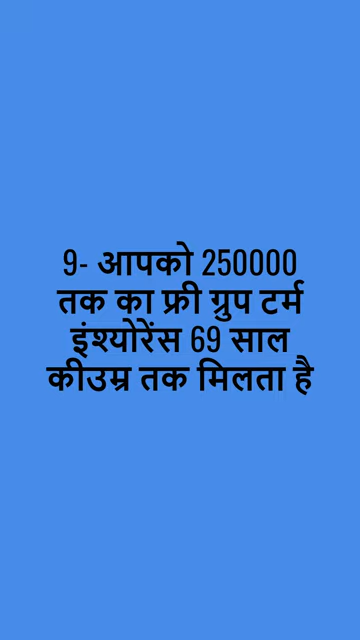 9- आपको 250000
तक का फ्री ग्रुप टर्म
इंश्योरेंस 69 साल
कीउम्र तक मिलता है